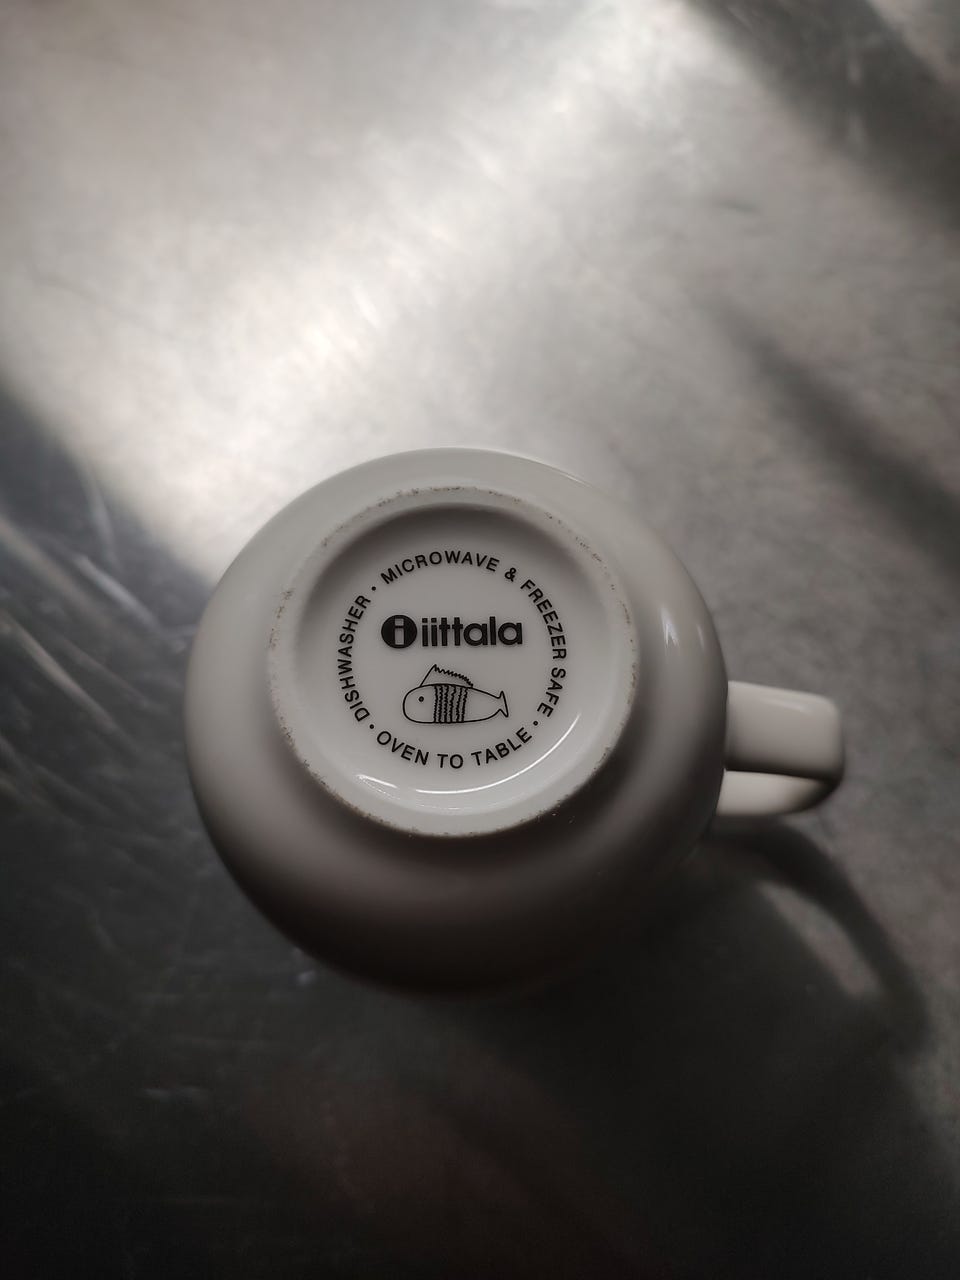 DISHWASHER • MICROWAVE & FREEZER SAFE • OVEN TO TABLE •
i iittala